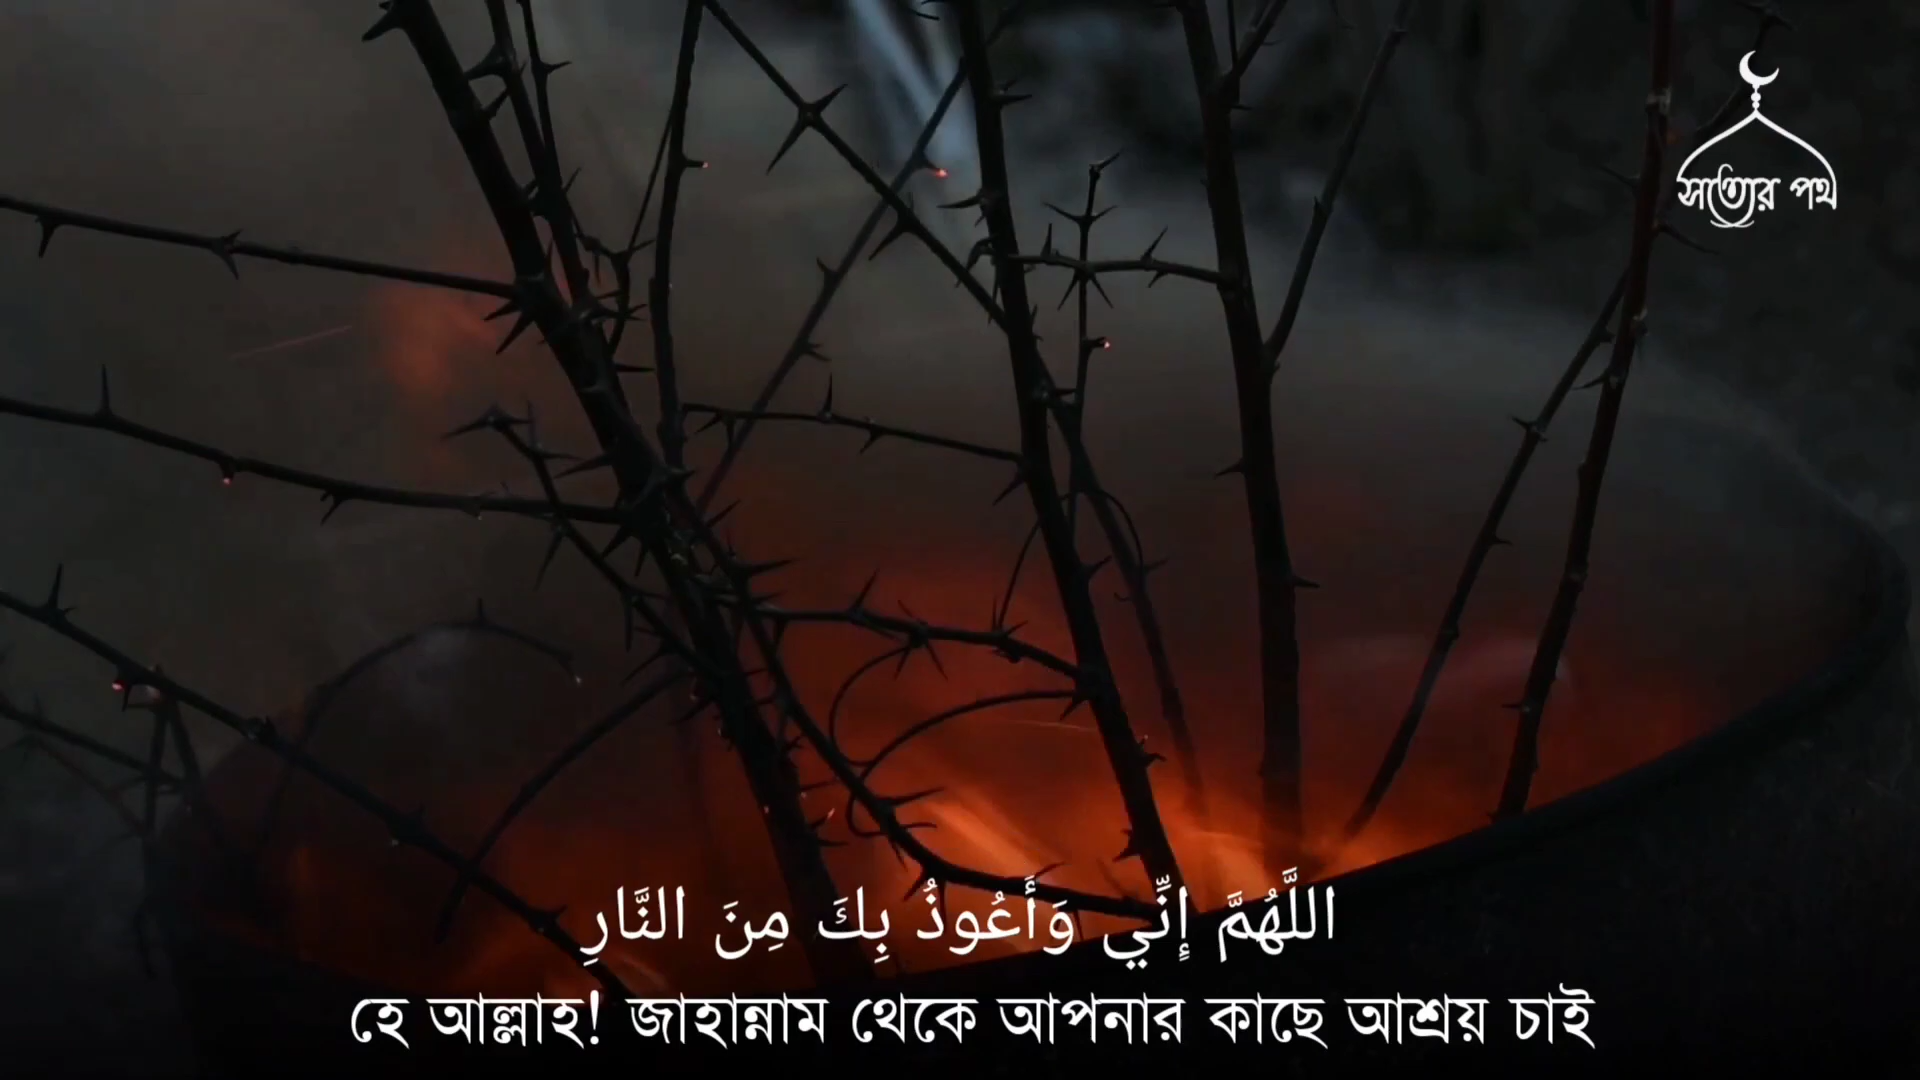 সত্যের পথ
اللَّهُمَّ إِنِّي وَأَعُوذُ بِكَ مِنَ النَّارِ
হে আল্লাহ! জাহান্নাম থেকে আপনার কাছে আশ্রয় চাই